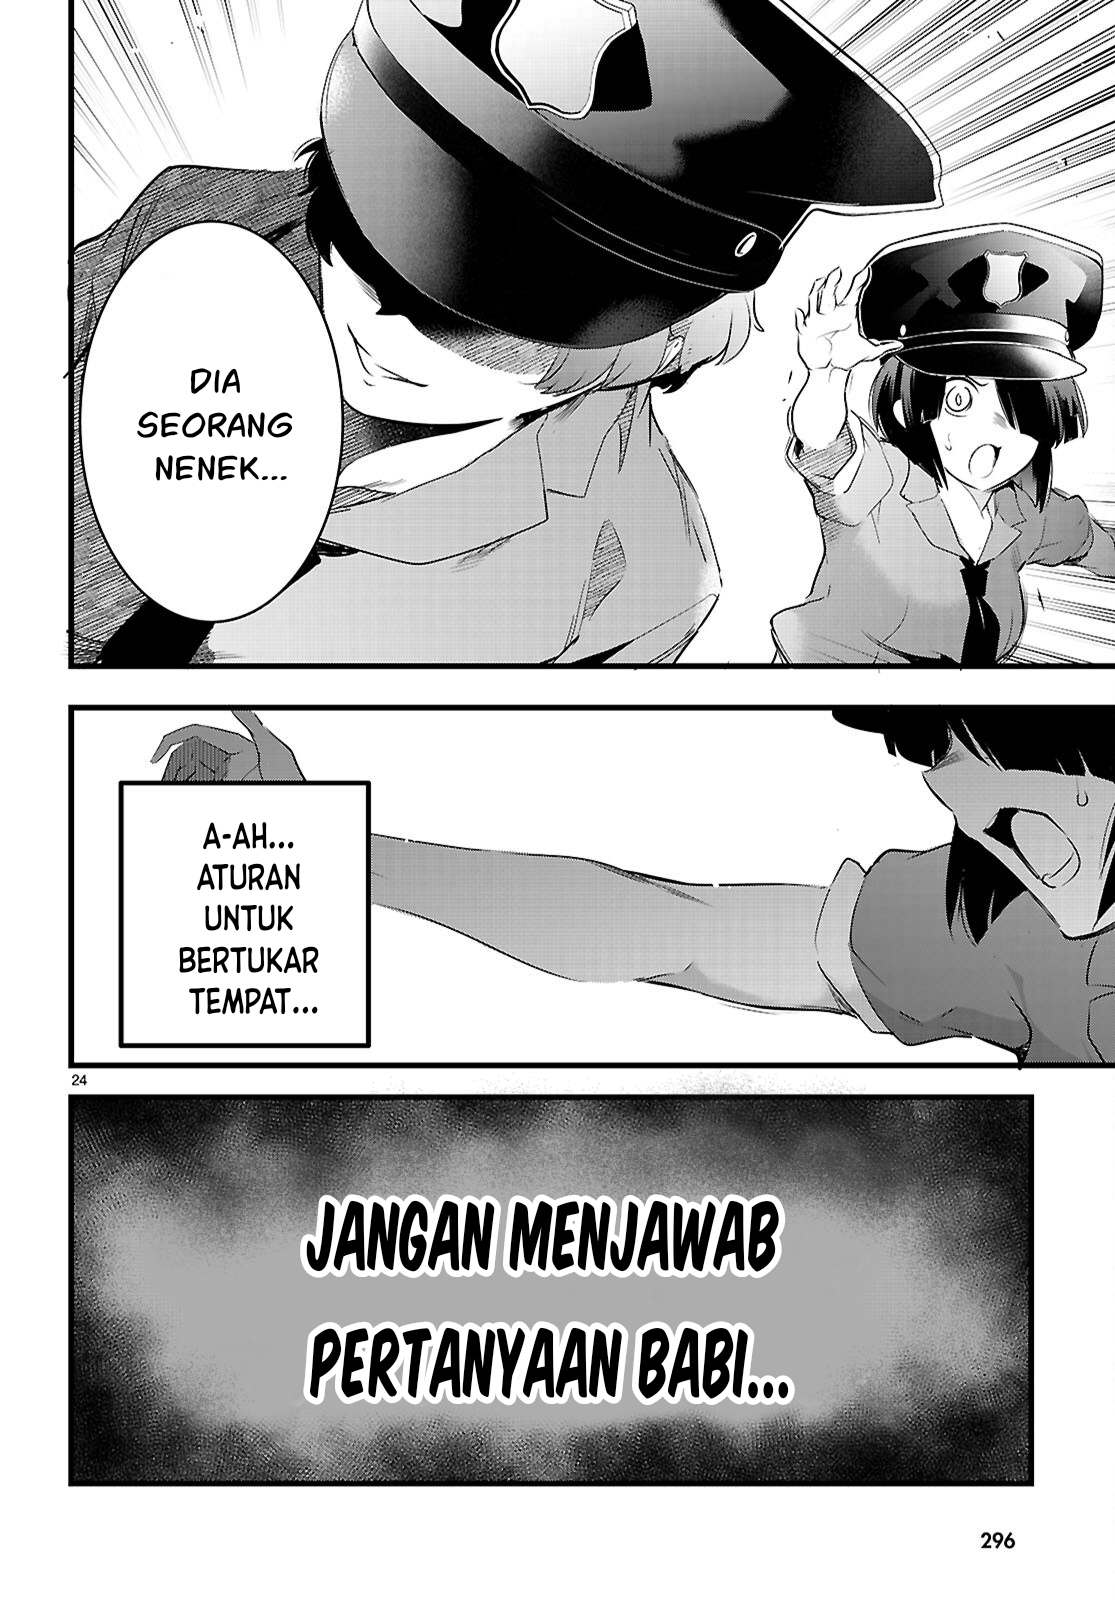 DIA
SEORANG
NENEK...
A-AH...
ATURAN
UNTUK
BERTUKAR
TEMPAT...
24
JANGAN MENJAWAB
PERTANYAAN BABI...
296